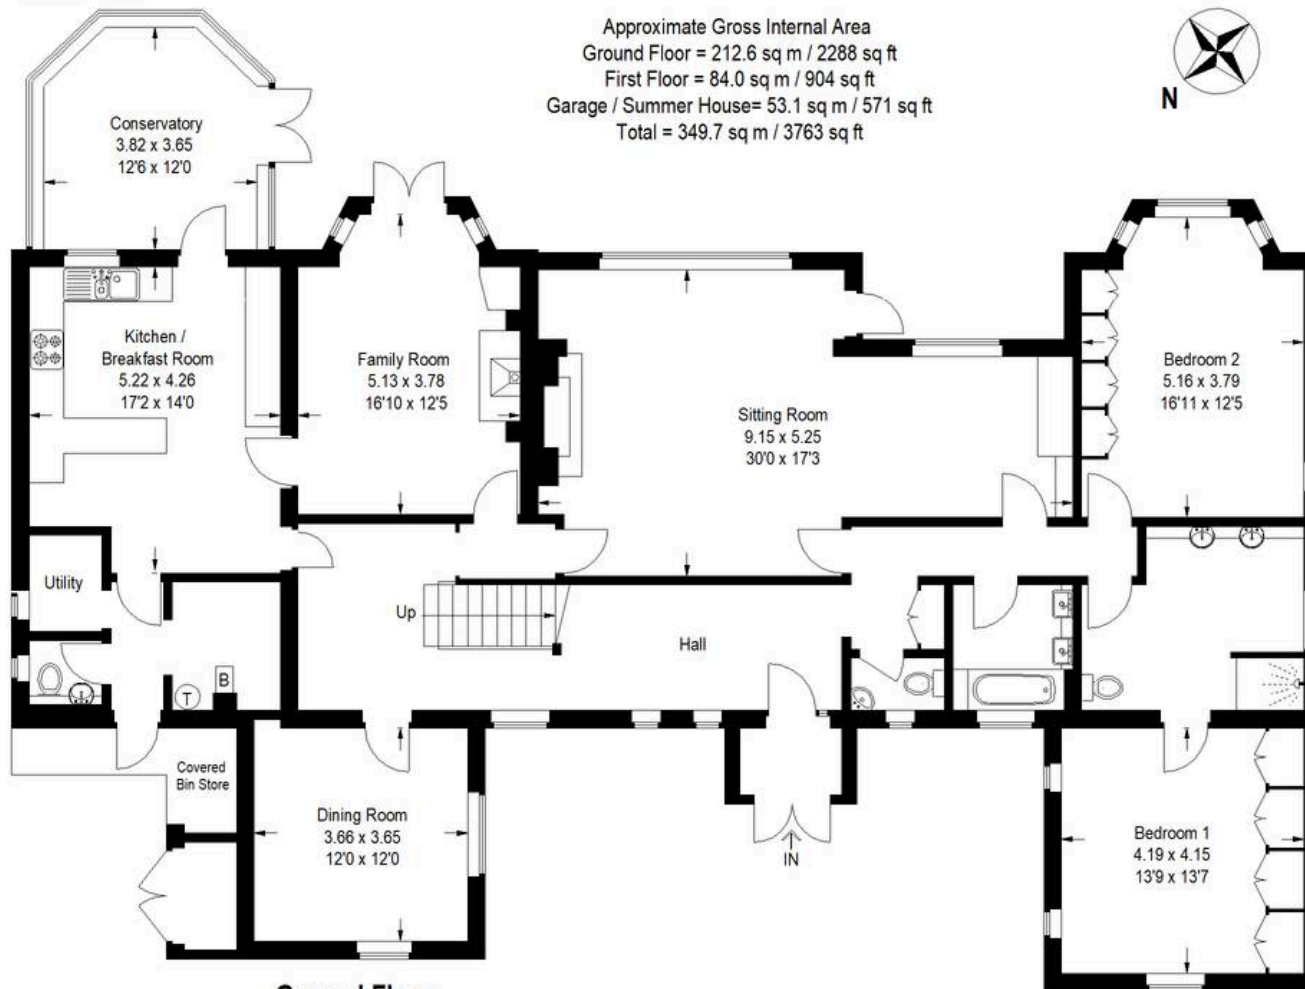 Approximate Gross Internal Area
Ground Floor = 212.6 sq m / 2288 sq ft
First Floor = 84.0 sq m / 904 sq ft
Garage / Summer House= 53.1 sq m / 571 sq ft
Total = 349.7 sq m / 3763 sq ft
N
Conservatory
3.82 x 3.65
12'6 x 12'0
Kitchen /
Breakfast Room
5.22 x 4.26
17'2 x 14'0
Family Room
5.13 x 3.78
16'10 x 12'5
Sitting Room
9.15 x 5.25
30'0 x 17'3
Bedroom 2
5.16 x 3.79
16'11 x 12'5
Utility
Up
Hall
T
B
Covered
Bin Store
Dining Room
3.66 x 3.65
12'0 x 12'0
IN
Bedroom 1
4.19 x 4.15
13'9 x 13'7
Ground Floor